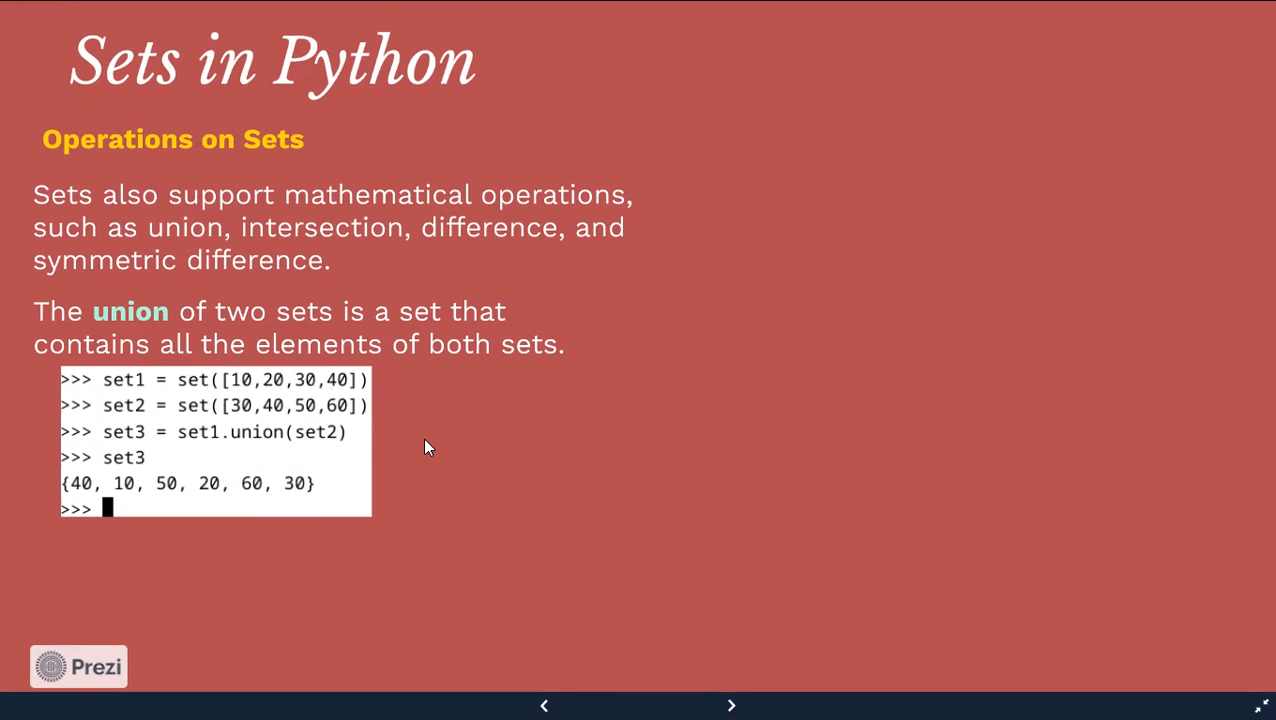 Sets in Python
Operations on Sets
Sets also support mathematical operations,
such as union, intersection, difference, and
symmetric difference.
The union of two sets is a set that
contains all the elements of both sets.
>>> set1 = set([10,20,30,40])
>>> set2 = set([30,40,50,60])
>>> set3 = set1.union(set2)
>>> set3
{40, 10, 50, 20, 60, 30}
>>>
Prezi